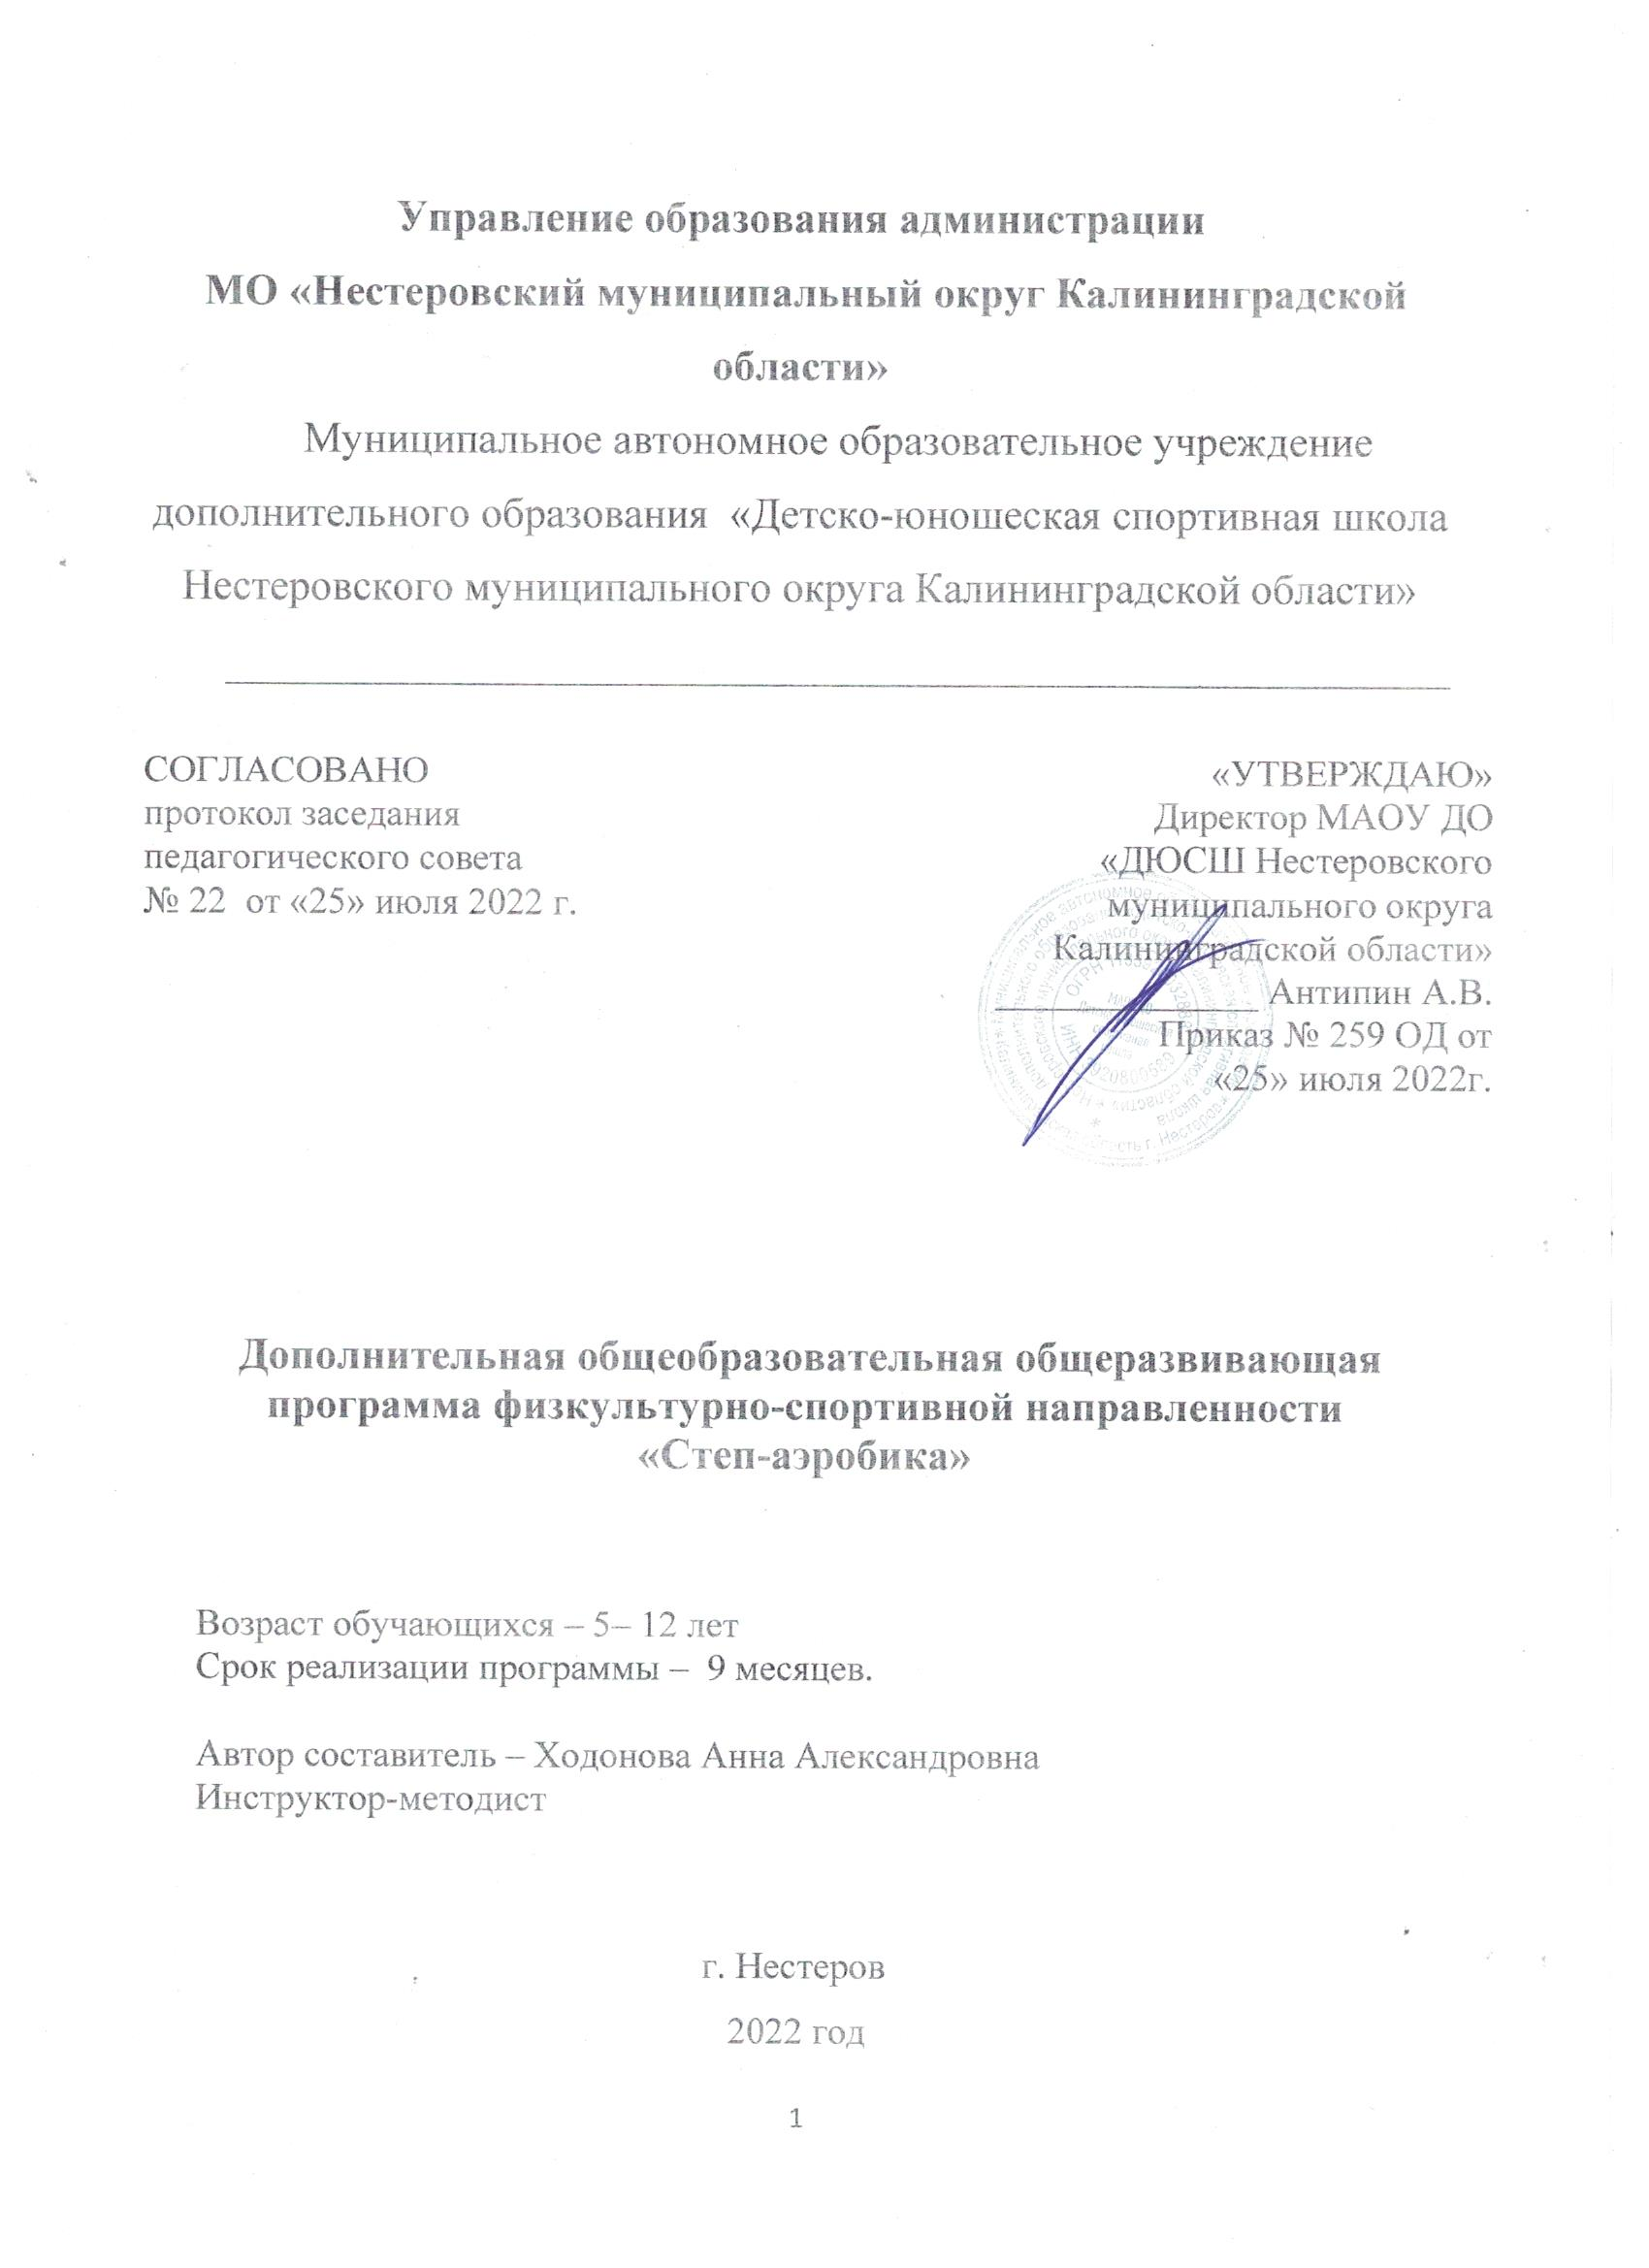 Управление образования администрации
МО «Нестеровский муниципальный округ Калининградской
области»
Муниципальное автономное образовательное учреждение
дополнительного образования «Детско-юношеская спортивная школа
Нестеровского муниципального округа Калининградской области»
СОГЛАСОВАНО
протокол заседания
педагогического совета
№ 22 от «25» июля 2022 г.
«УТВЕРЖДАЮ»
Директор МАОУ ДО
«ДЮСШ Нестеровского
муниципального округа
Калининградской области»
Антипин А.В.
Приказ № 259 ОД от
«25» июля 2022г.
Дополнительная общеобразовательная общеразвивающая
программа физкультурно-спортивной направленности
«Степ-аэробика»
Возраст обучающихся – 5– 12 лет
Срок реализации программы – 9 месяцев.
Автор составитель – Ходонова Анна Александровна
Инструктор-методист
г. Нестеров
2022 год
1